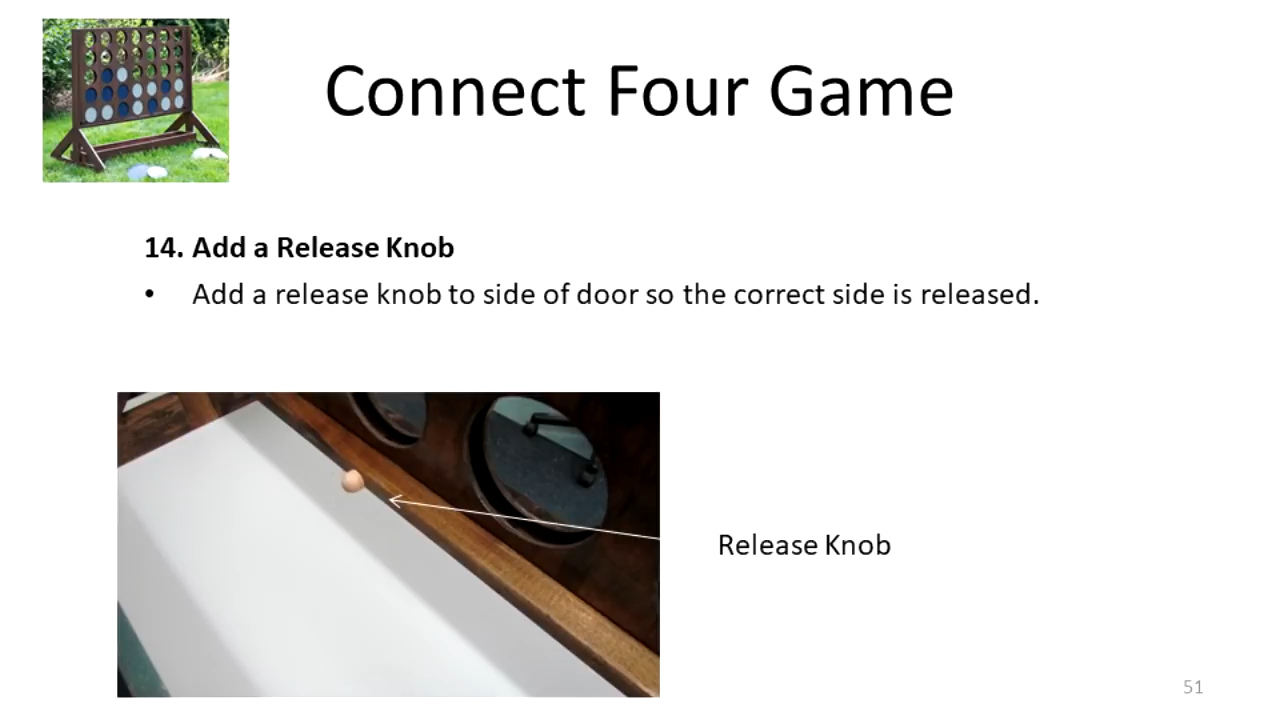 Connect Four Game
14. Add a Release Knob
• Add a release knob to side of door so the correct side is released.
Release Knob
51